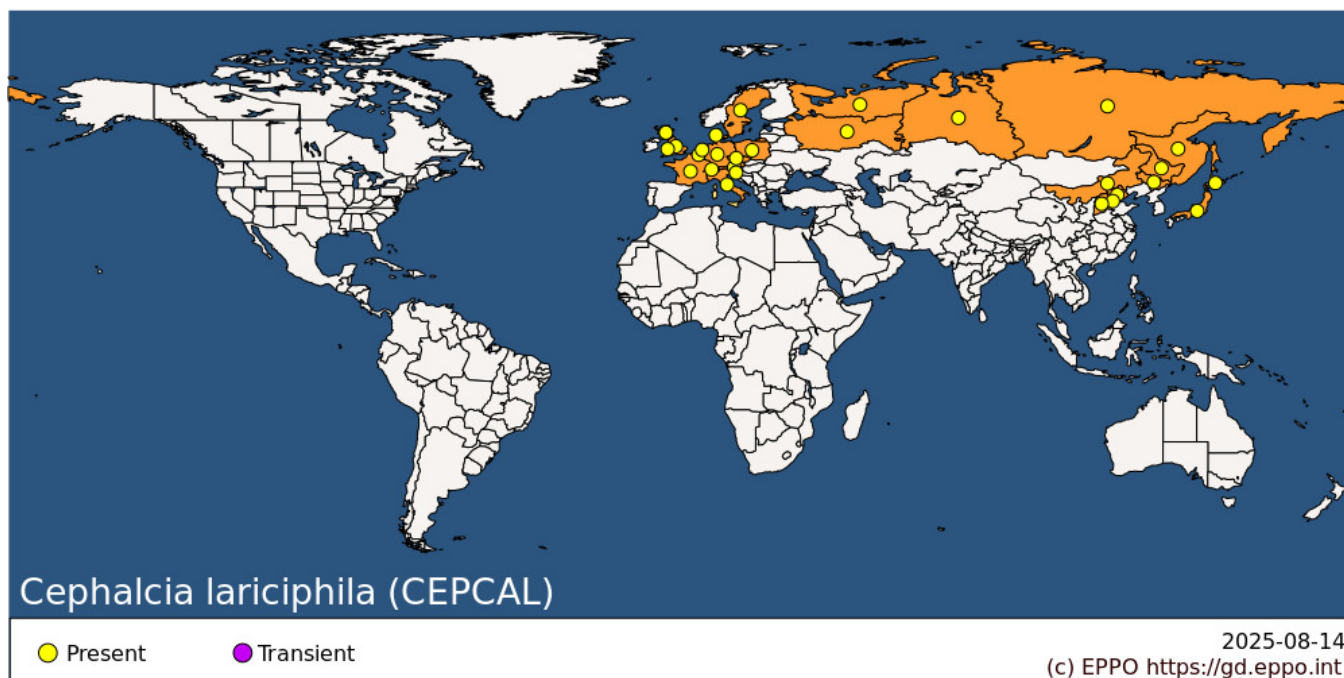 Cephalcia lariciphila (CEPCAL)
Present
Transient
2025-08-14
(c) EPPO https://gd.eppo.int